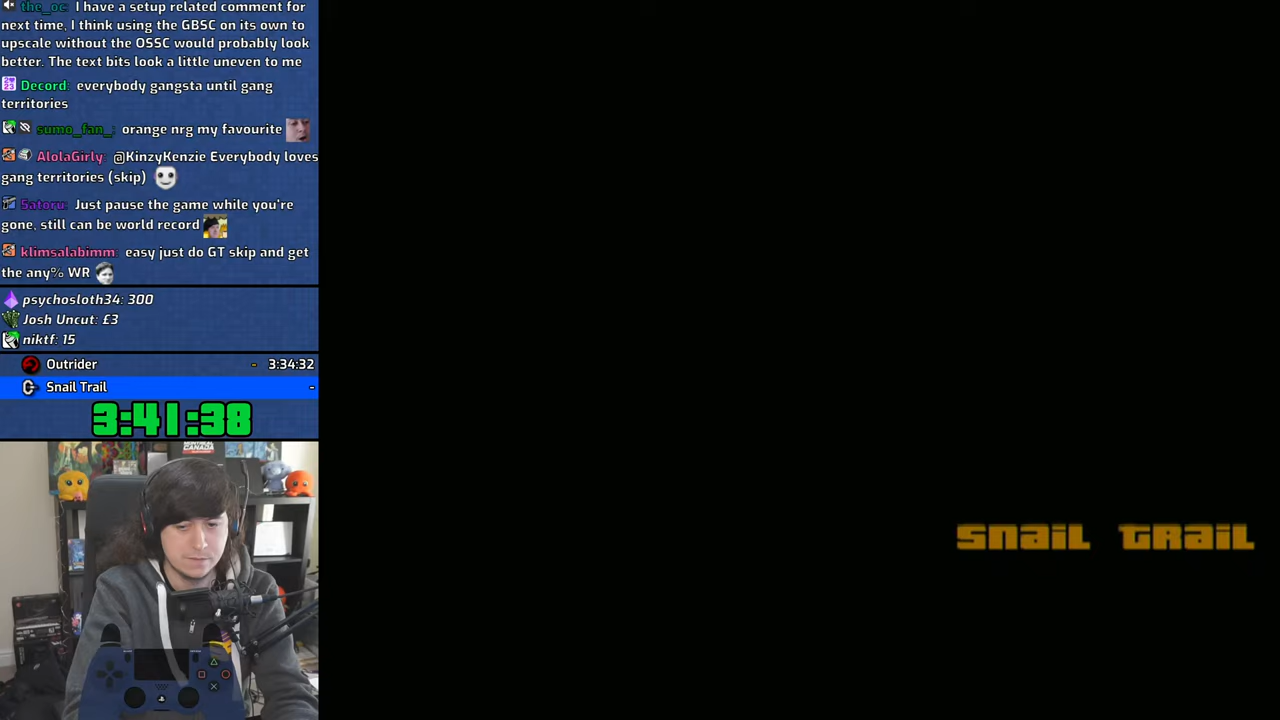 the_oc: I have a setup related comment for
next time, I think using the GBSC on its own to
upscale without the OSSC would probably look
better. The text bits look a little uneven to me
Decord: everybody gangsta until gang
territories
sumo_fan_: orange nrg my favourite
AlolaGirly: @KinzyKenzie Everybody loves
gang territories (skip)
5atoru: Just pause the game while you're
gone, still can be world record
klimsalabimm: easy just do GT skip and get
the any% WR
psychosloth34: 300
Josh Uncut: £3
niktf: 15
Outrider - 3:34:32
Snail Trail -
3:41:38
SNAIL TRAIL